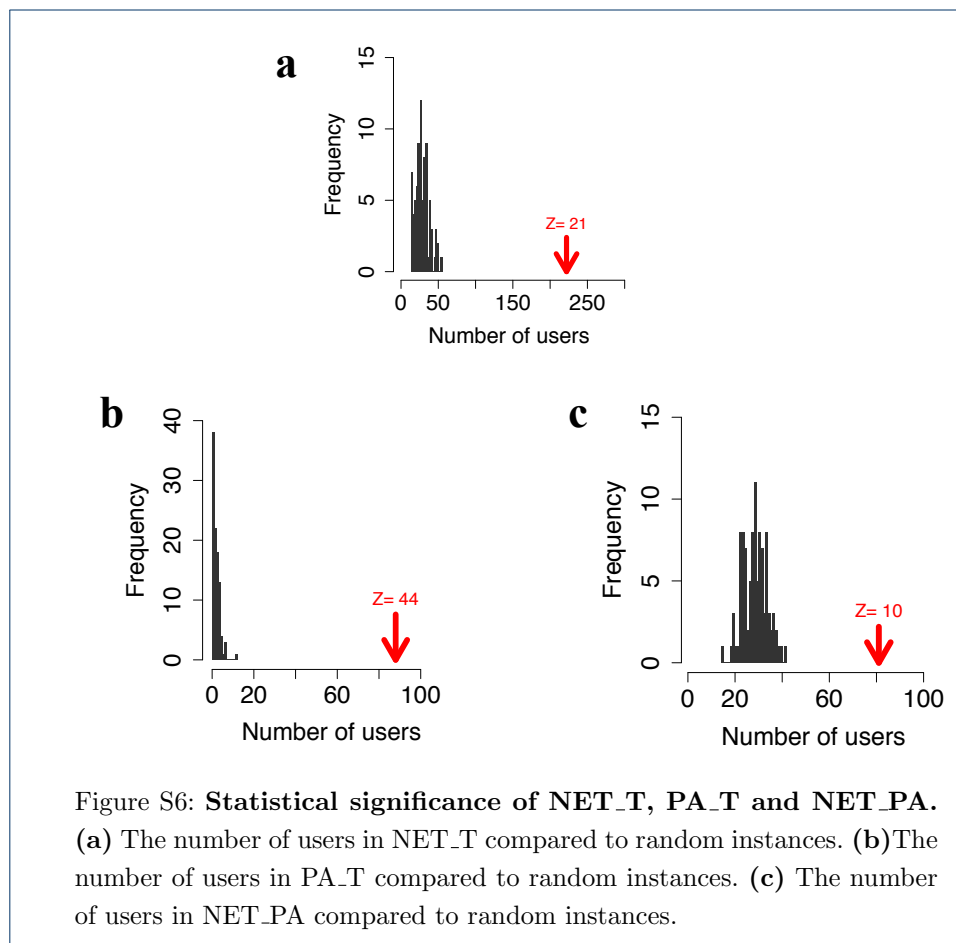 a
15
10
5
0
Frequency
Z= 21
0 50 150 250
Number of users
b
40
30
20
10
0
Frequency
Z= 44
0 20 60 100
Number of users
c
15
10
5
0
Frequency
Z= 10
0 20 60 100
Number of users
Figure S6: Statistical significance of NET_T, PA_T and NET_PA.
(a) The number of users in NET_T compared to random instances. (b)The
number of users in PA_T compared to random instances. (c) The number
of users in NET_PA compared to random instances.